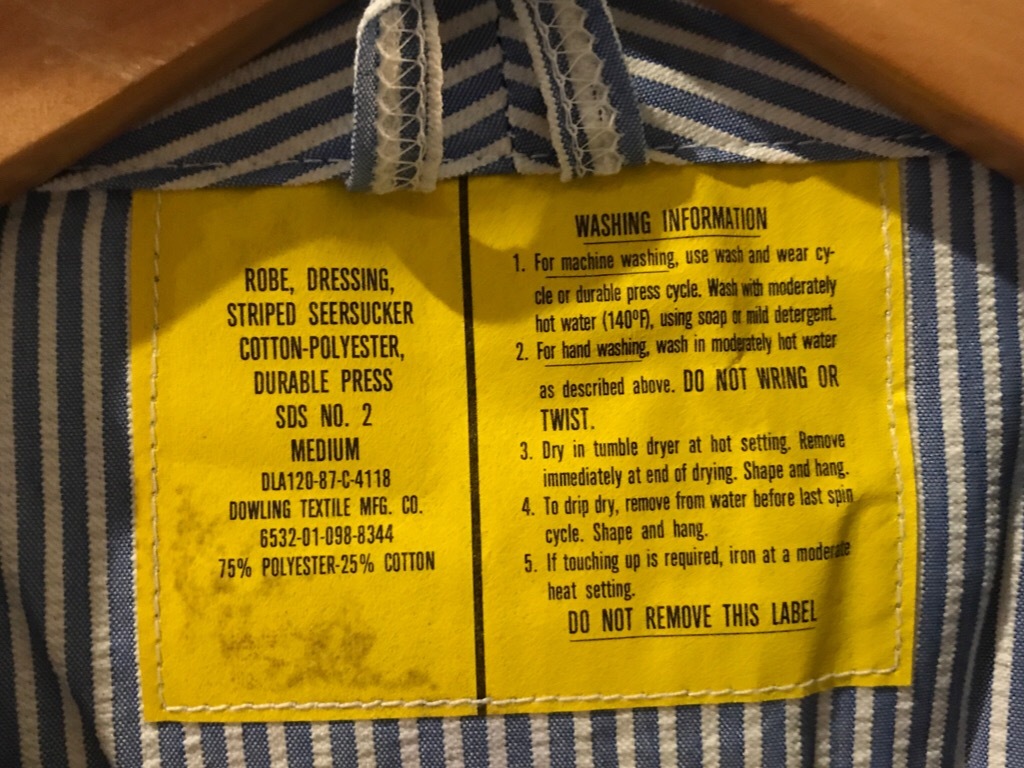 ROBE, DRESSING,
STRIPED SEERSUCKER
COTTON-POLYESTER,
DURABLE PRESS
SDS NO. 2
MEDIUM
DLA120-87-C-4118
DOWLING TEXTILE MFG. CO.
6532-01-098-8344
75% POLYESTER-25% COTTON
WASHING INFORMATION
1. For machine washing, use wash and wear cy-
cle or durable press cycle. Wash with moderately
hot water (140ºF), using soap or mild detergent.
2. For hand washing, wash in moderately hot water
as described above. DO NOT WRING OR
TWIST.
3. Dry in tumble dryer at hot setting. Remove
immediately at end of drying. Shape and hang.
4. To drip dry, remove from water before last spin
cycle. Shape and hang.
5. If touching up is required, iron at a moderate
heat setting.
DO NOT REMOVE THIS LABEL